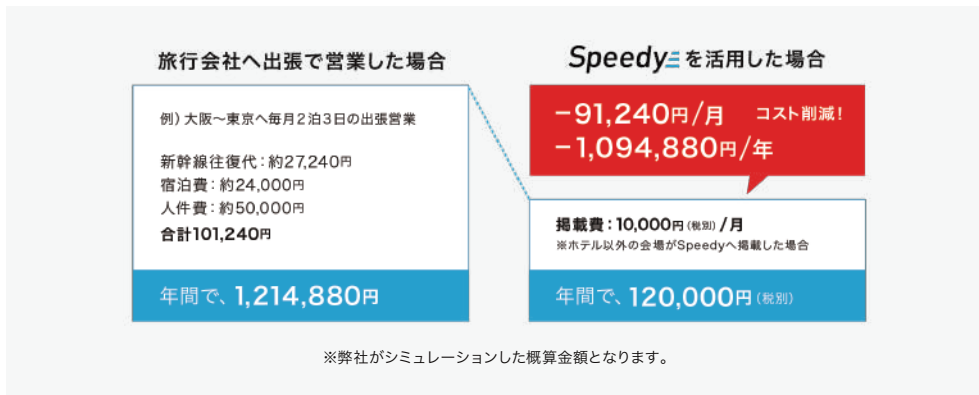 旅行会社へ出張で営業した場合
例）大阪〜東京へ毎月2泊3日の出張営業
新幹線往復代：約27,240円
宿泊費：約24,000円
人件費：約50,000円
合計101,240円
年間で、1,214,880円
Speedyを活用した場合
-91,240円/月 コスト削減！
-1,094,880円/年
掲載費：10,000円（税別）/月
※ホテル以外の会場がSpeedyへ掲載した場合
年間で、120,000円（税別）
※弊社がシミュレーションした概算金額となります。